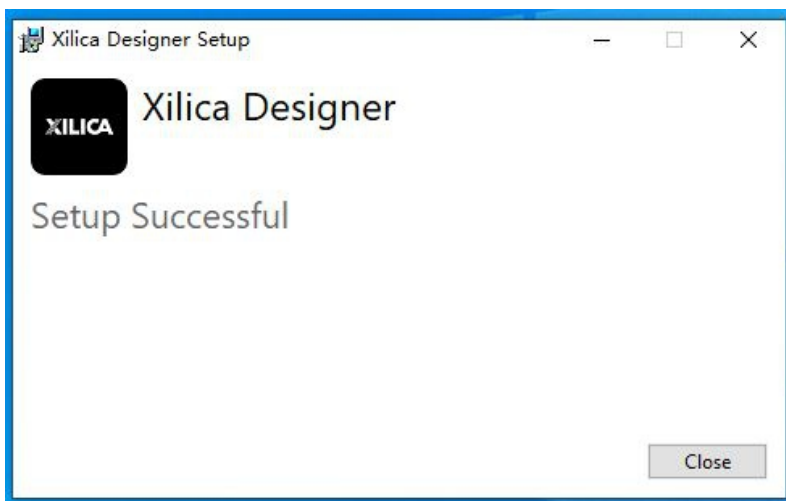 Xilica Designer Setup
XILICA
Xilica Designer
Setup Successful
Close